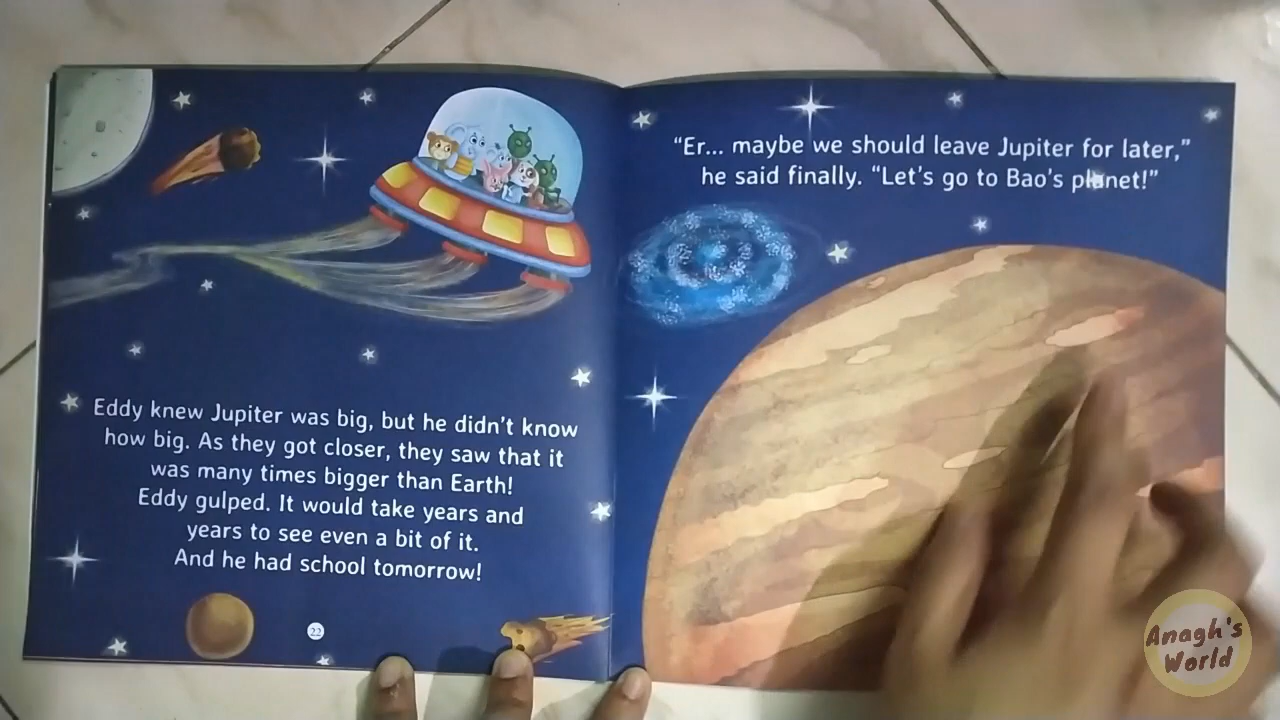 Eddy knew Jupiter was big, but he didn't know
how big. As they got closer, they saw that it
was many times bigger than Earth!
Eddy gulped. It would take years and
years to see even a bit of it.
And he had school tomorrow!
22
“Er... maybe we should leave Jupiter for later,”
he said finally. “Let's go to Bao's planet!”
Anagh's
World